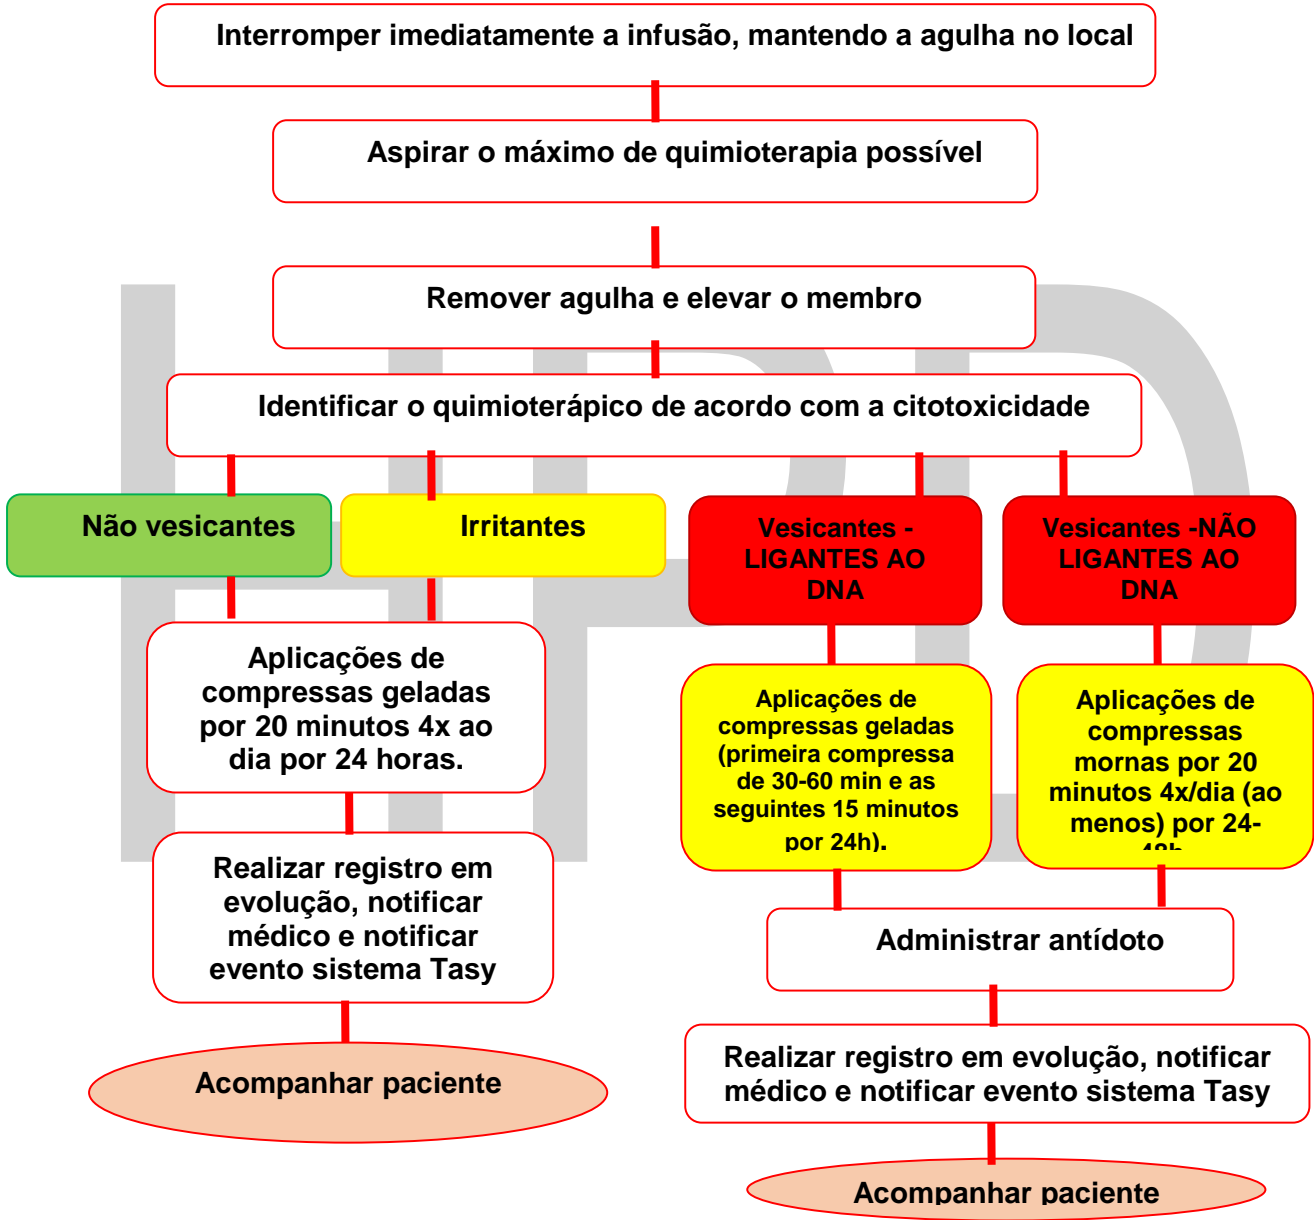 Interromper imediatamente a infusão, mantendo a agulha no local
Aspirar o máximo de quimioterapia possível
Remover agulha e elevar o membro
Identificar o quimioterápico de acordo com a citotoxicidade
Não vesicantes
Irritantes
Vesicantes -
LIGANTES AO
DNA
Vesicantes -NÃO
LIGANTES AO
DNA
Aplicações de
compressas geladas
por 20 minutos 4x ao
dia por 24 horas.
Aplicações de
compressas geladas
(primeira compressa
de 30-60 min e as
seguintes 15 minutos
por 24h).
Aplicações de
compressas
mornas por 20
minutos 4x/dia (ao
menos) por 24-
48h
Realizar registro em
evolução, notificar
médico e notificar
evento sistema Tasy
Administrar antídoto
Acompanhar paciente
Realizar registro em evolução, notificar
médico e notificar evento sistema Tasy
Acompanhar paciente